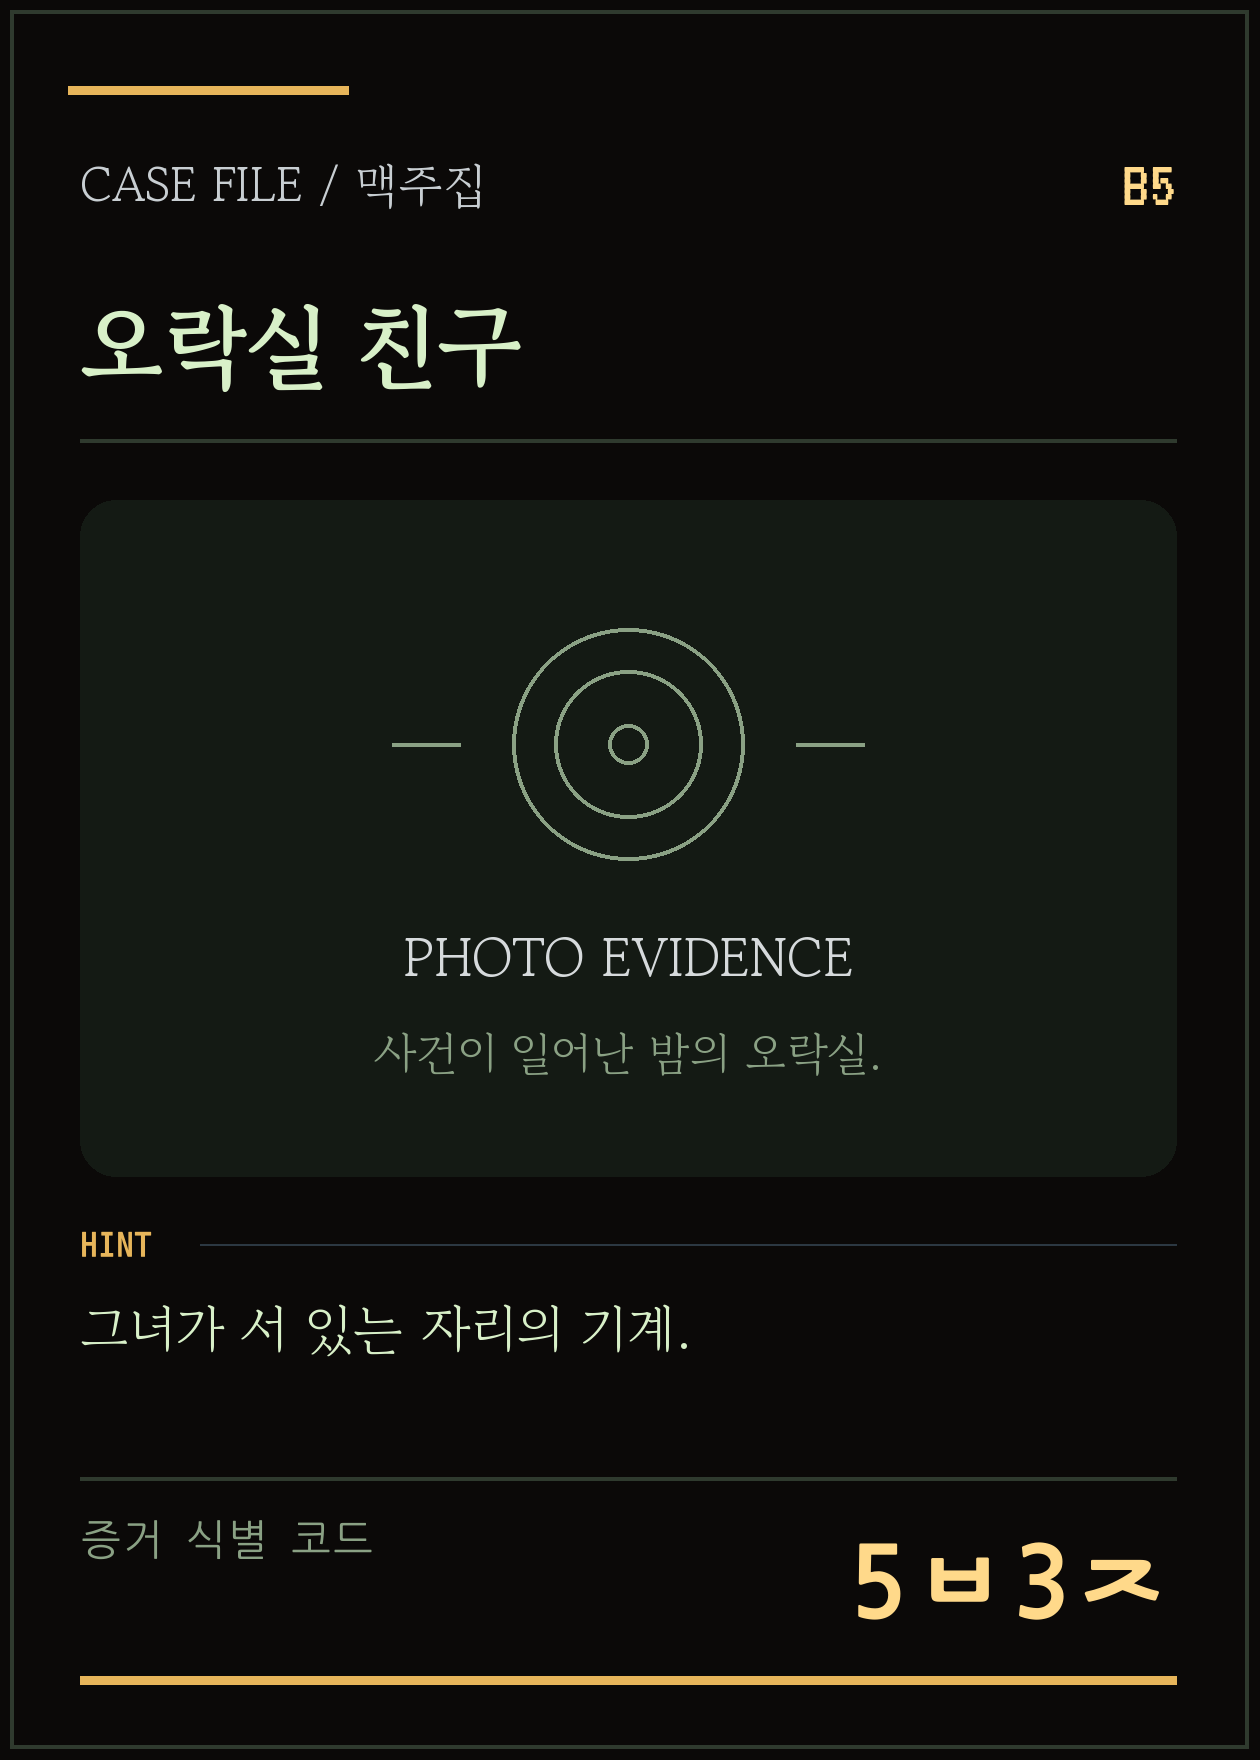 CASE FILE / 맥주집
B5
오락실 친구
PHOTO EVIDENCE
사건이 일어난 밤의 오락실.
HINT
그녀가 서 있는 자리의 기계.
증거 식별 코드
5ㅂ3ㅈ